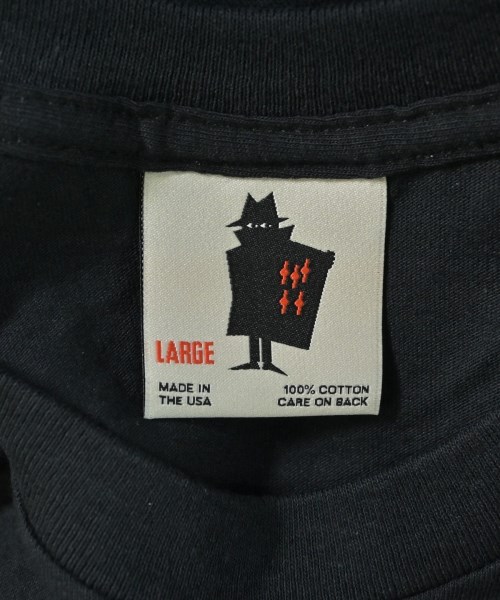 LARGE
MADE IN
THE USA
100% COTTON
CARE ON BACK